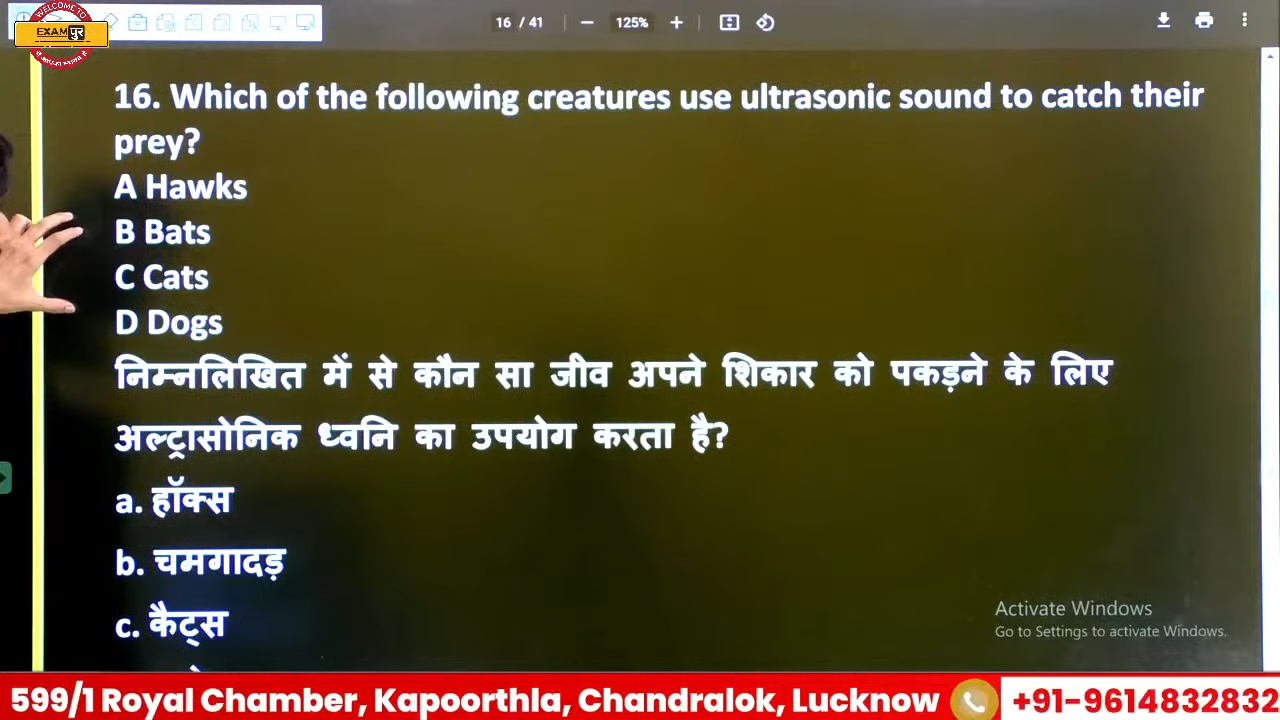 WELCOME TO
EXAMपुर
16 / 41
125%
16. Which of the following creatures use ultrasonic sound to catch their
prey?
A Hawks
B Bats
C Cats
D Dogs
निम्नलिखित में से कौन सा जीव अपने शिकार को पकड़ने के लिए
अल्ट्रासोनिक ध्वनि का उपयोग करता है?
a. हॉक्स
b. चमगादड़
c. कैट्स
Activate Windows
Go to Settings to activate Windows.
599/1 Royal Chamber, Kapoorthla, Chandralok, Lucknow
+91-9614832832